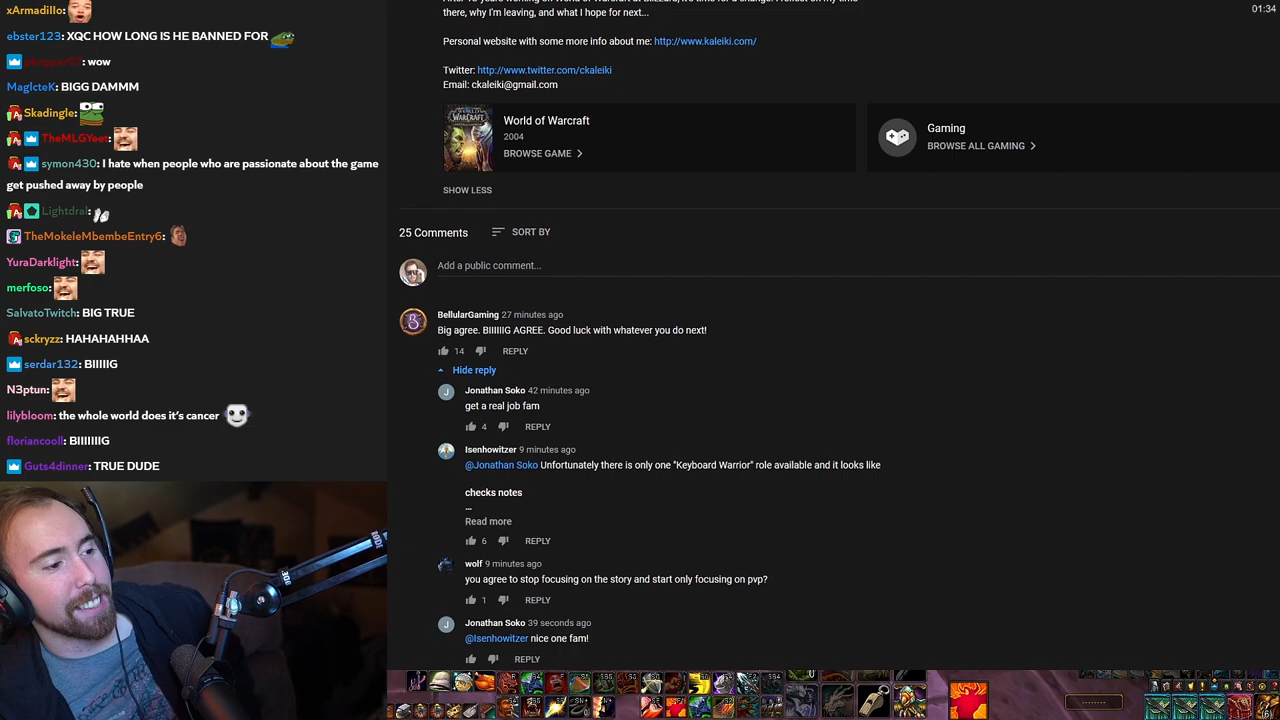 xArmadillo:
ebster123: XQC HOW LONG IS HE BANNED FOR
: wow
MagIcteK: BIGG DAMMM
Skadingle:
TheMLGYeet:
symon430: I hate when people who are passionate about the game
get pushed away by people
Lightdral:
TheMokeleMbembeEntry6:
YuraDarklight:
merfoso:
SalvatoTwitch: BIG TRUE
sckryzz: HAHAHAHHAA
serdar132: BIIIIG
N3ptun:
lilybloom: the whole world does it's cancer
floriancooll: BIIIIIIIG
Guts4dinner: TRUE DUDE
01:34
there, why I'm leaving, and what I hope for next...
Personal website with some more info about me: http://www.kaleiki.com/
Twitter: http://www.twitter.com/ckaleiki
Email: ckaleiki@gmail.com
World of Warcraft
2004
BROWSE GAME
Gaming
BROWSE ALL GAMING
SHOW LESS
25 Comments
SORT BY
Add a public comment...
BellularGaming 27 minutes ago
Big agree. BIIIIIIG AGREE. Good luck with whatever you do next!
14 REPLY
Hide reply
Jonathan Soko 42 minutes ago
get a real job fam
4 REPLY
Isenhowitzer 9 minutes ago
@Jonathan Soko Unfortunately there is only one "Keyboard Warrior" role available and it looks like
checks notes
...
Read more
6 REPLY
wolf 9 minutes ago
you agree to stop focusing on the story and start only focusing on pvp?
1 REPLY
Jonathan Soko 39 seconds ago
@Isenhowitzer nice one fam!
REPLY